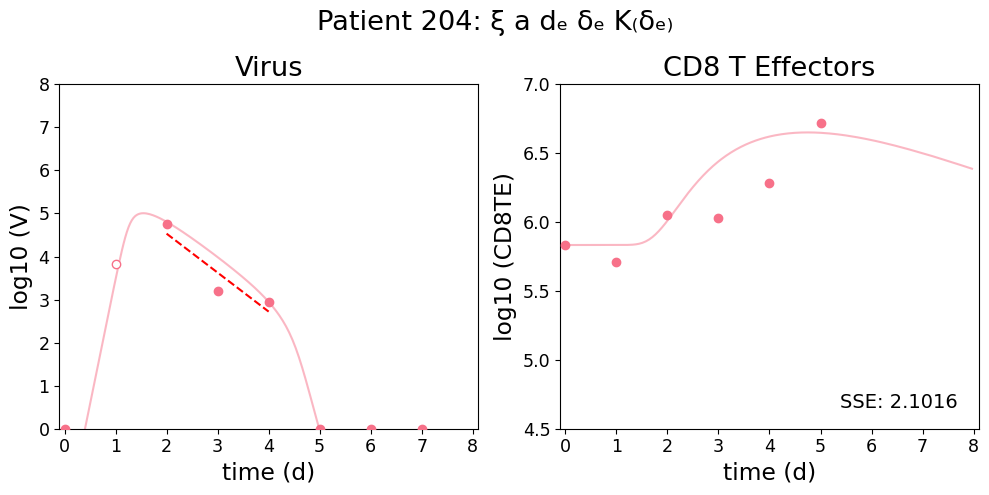 Patient 204: ξ a dₑ δₑ K₍δₑ₎
Virus
CD8 T Effectors
log10 (V)
8
7
6
5
4
3
2
1
0
0 1 2 3 4 5 6 7 8
time (d)
log10 (CD8TE)
7.0
6.5
6.0
5.5
5.0
4.5
SSE: 2.1016
0 1 2 3 4 5 6 7 8
time (d)